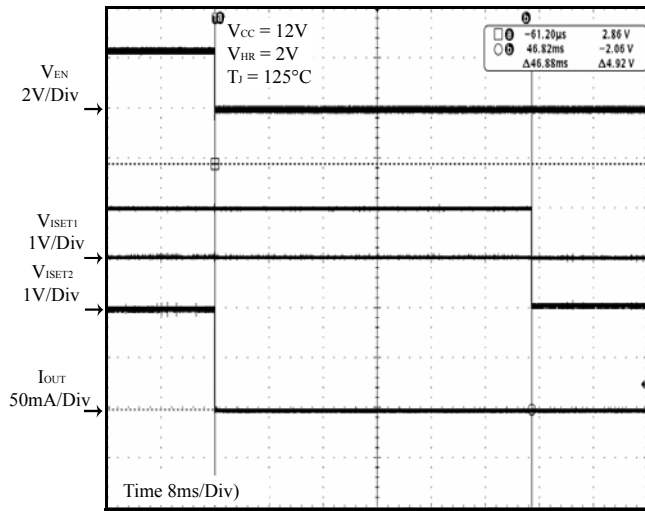 VCC = 12V
VHR = 2V
TJ = 125°C
a -61.20µs 2.86 V
b 46.82ms -2.06 V
Δ46.88ms Δ4.92 V
VEN
2V/Div
VISET1
1V/Div
VISET2
1V/Div
IOUT
50mA/Div
Time 8ms/Div)
b